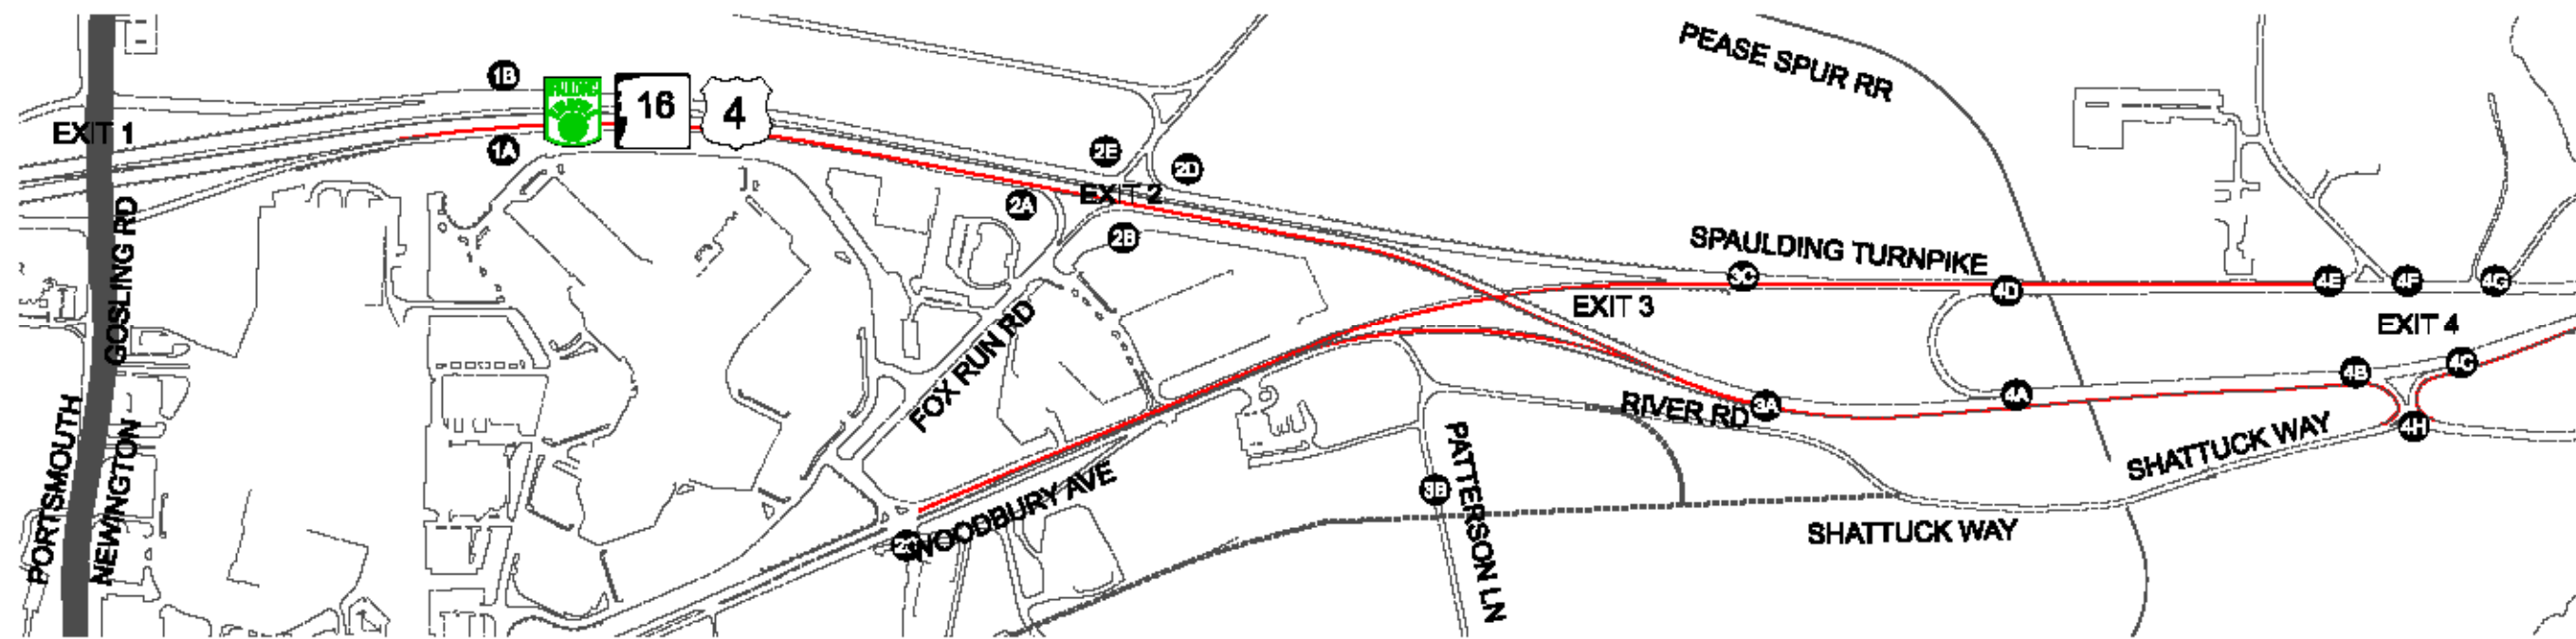 PEASE SPUR RR
1B
16
4
EXIT 1
1A
2E
2D
2A
EXIT 2
2B
SPAULDING TURNPIKE
3C
4D
4E
4F
4G
EXIT 3
EXIT 4
GOSLING RD
FOX RUN RD
4B
4C
4A
3A
RIVER RD
4H
SHATTUCK WAY
PORTSMOUTH
NEWINGTON
WOODBURY AVE
3B
PATTERSON LN
SHATTUCK WAY